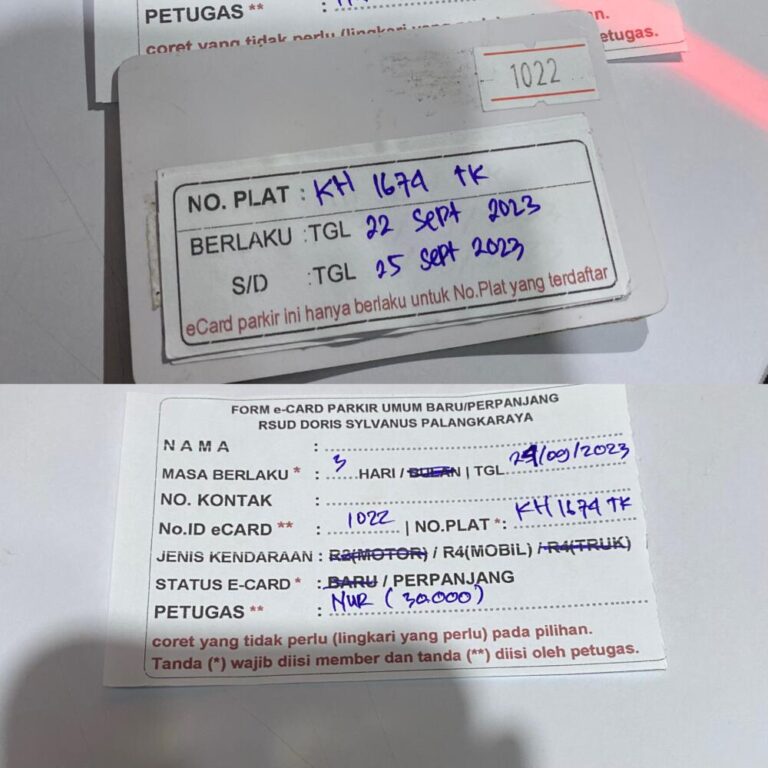 PETUGAS ** :
coret yang tidak perlu (lingkari
n.
etugas.
1022
NO. PLAT : KH 1674 TK
BERLAKU : TGL 22 Sept 2023
S/D : TGL 25 Sept 2023
eCard parkir ini hanya berlaku untuk No.Plat yang terdaftar
FORM e-CARD PARKIR UMUM BARU/PERPANJANG
RSUD DORIS SYLVANUS PALANGKARAYA
NAMA :
MASA BERLAKU * : 3 HARI / BULAN | TGL /09/2023
NO. KONTAK :
No.ID eCARD ** : 1022 | NO.PLAT *: KH 1674 TK
JENIS KENDARAAN : R2(MOTOR) / R4(MOBiL) / R4(TRUK)
STATUS E-CARD * : BARU / PERPANJANG
PETUGAS ** : NUR (30.000)
coret yang tidak perlu (lingkari yang perlu) pada pilihan.
Tanda (*) wajib diisi member dan tanda (**) diisi oleh petugas.